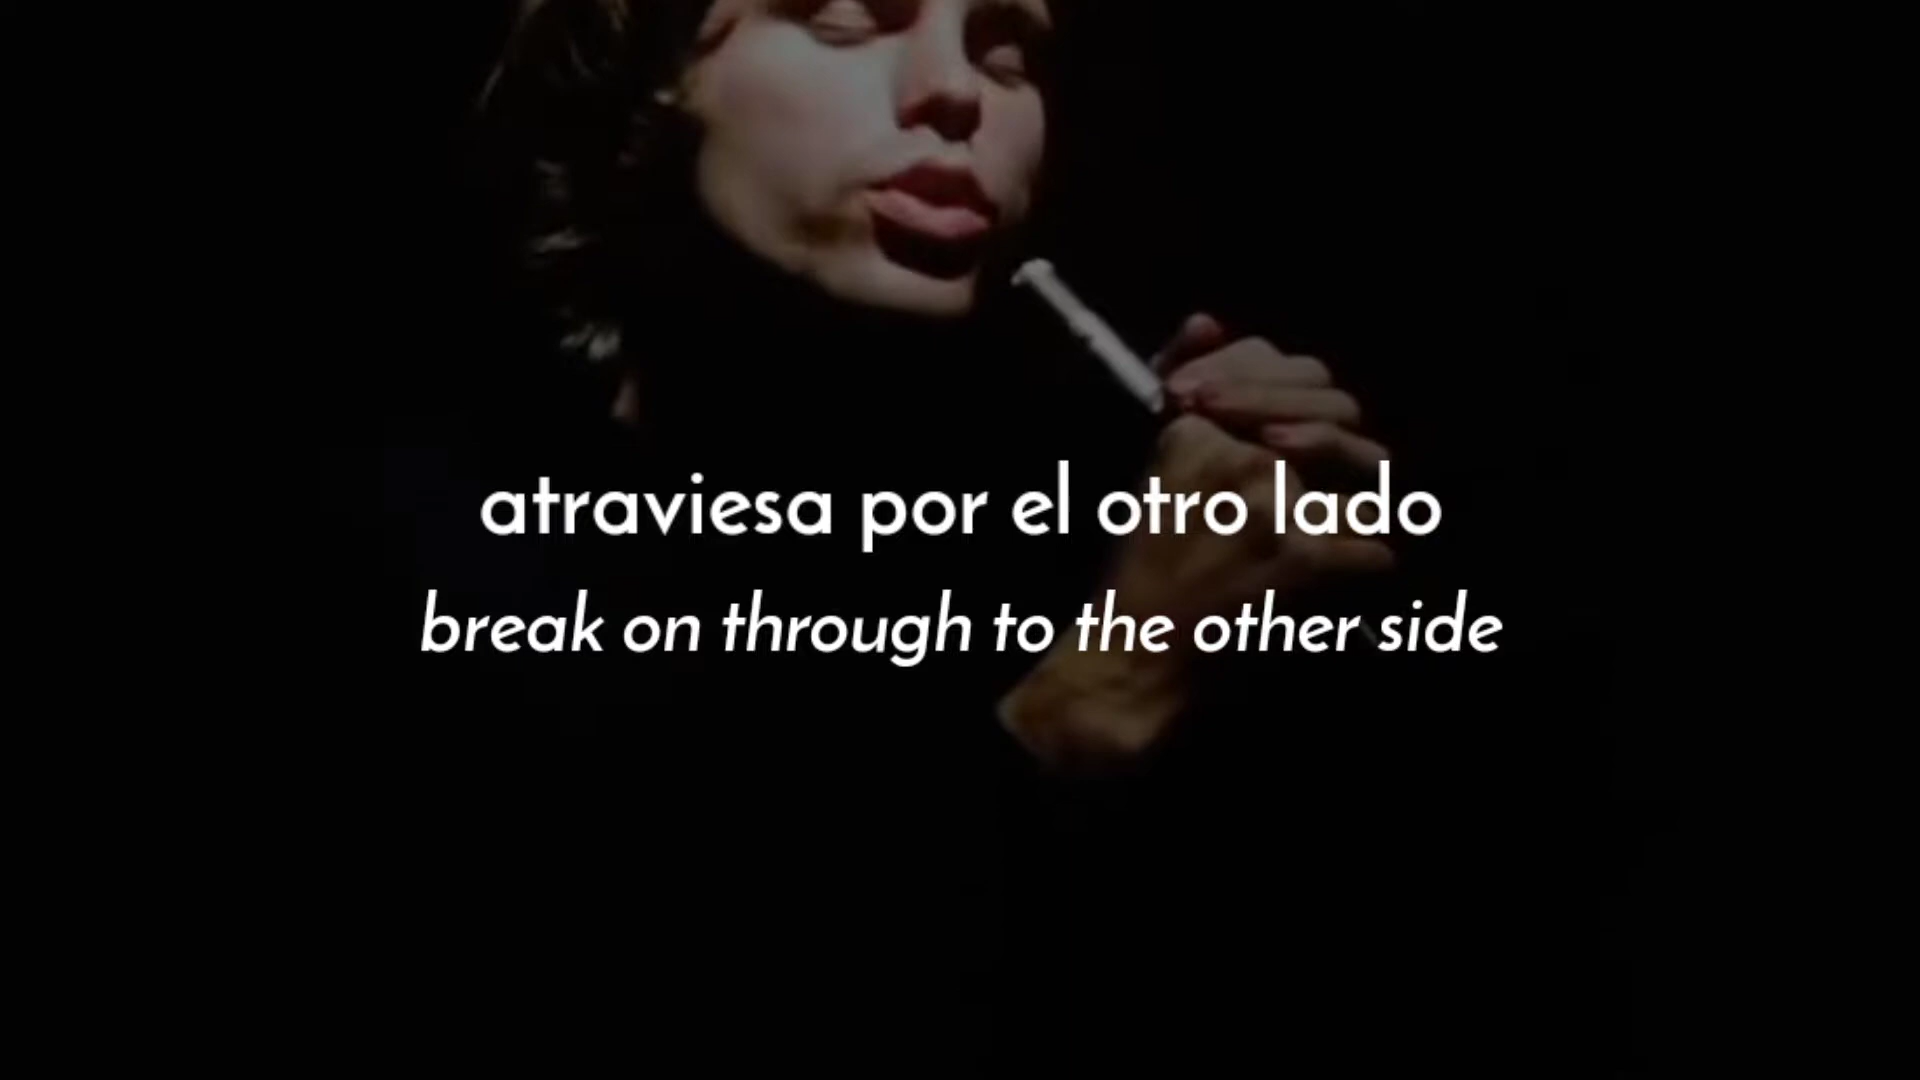 atraviesa por el otro lado
break on through to the other side